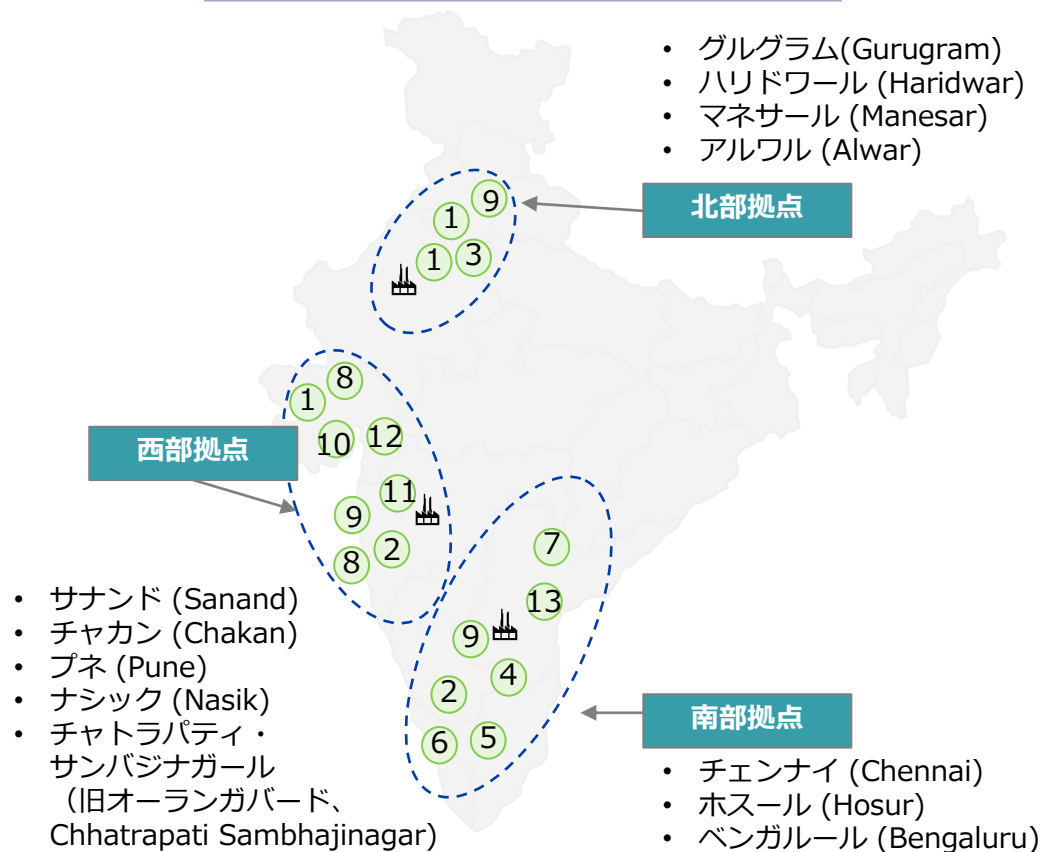 • グルグラム(Gurugram)
• ハリドワール (Haridwar)
• マネサール (Manesar)
• アルワル (Alwar)
北部拠点
9
1
1
3
8
1
10
12
西部拠点
11
9
2
8
7
13
9
4
2
6
5
• サナンド (Sanand)
• チャカン (Chakan)
• プネ (Pune)
• ナシック (Nasik)
• チャトラパティ・
サンバジナガール
（旧オーランガバード、
Chhatrapati Sambhajinagar)
南部拠点
• チェンナイ (Chennai)
• ホスール (Hosur)
• ベンガルール (Bengaluru)